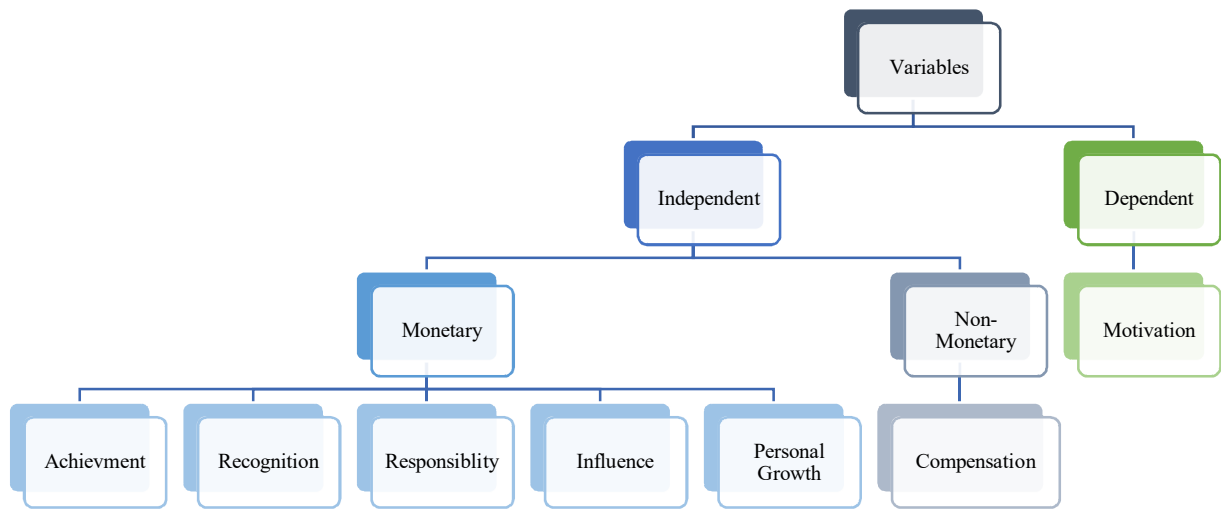 Variables
Independent
Dependent
Monetary
Non-
Monetary
Motivation
Achievment
Recognition
Responsiblity
Influence
Personal
Growth
Compensation